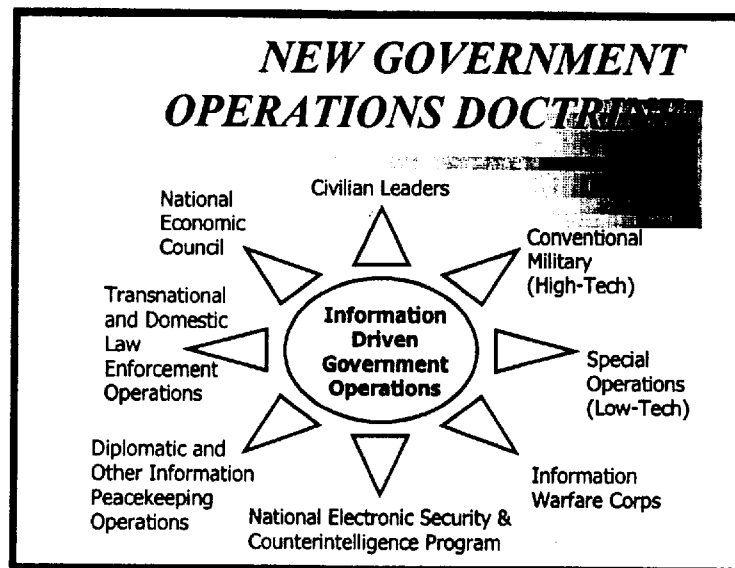 NEW GOVERNMENT
OPERATIONS DOCTRINE
Civilian Leaders
National
Economic
Council
Conventional
Military
(High-Tech)
Transnational
and Domestic
Law
Enforcement
Operations
Information
Driven
Government
Operations
Special
Operations
(Low-Tech)
Diplomatic and
Other Information
Peacekeeping
Operations
Information
Warfare Corps
National Electronic Security &
Counterintelligence Program